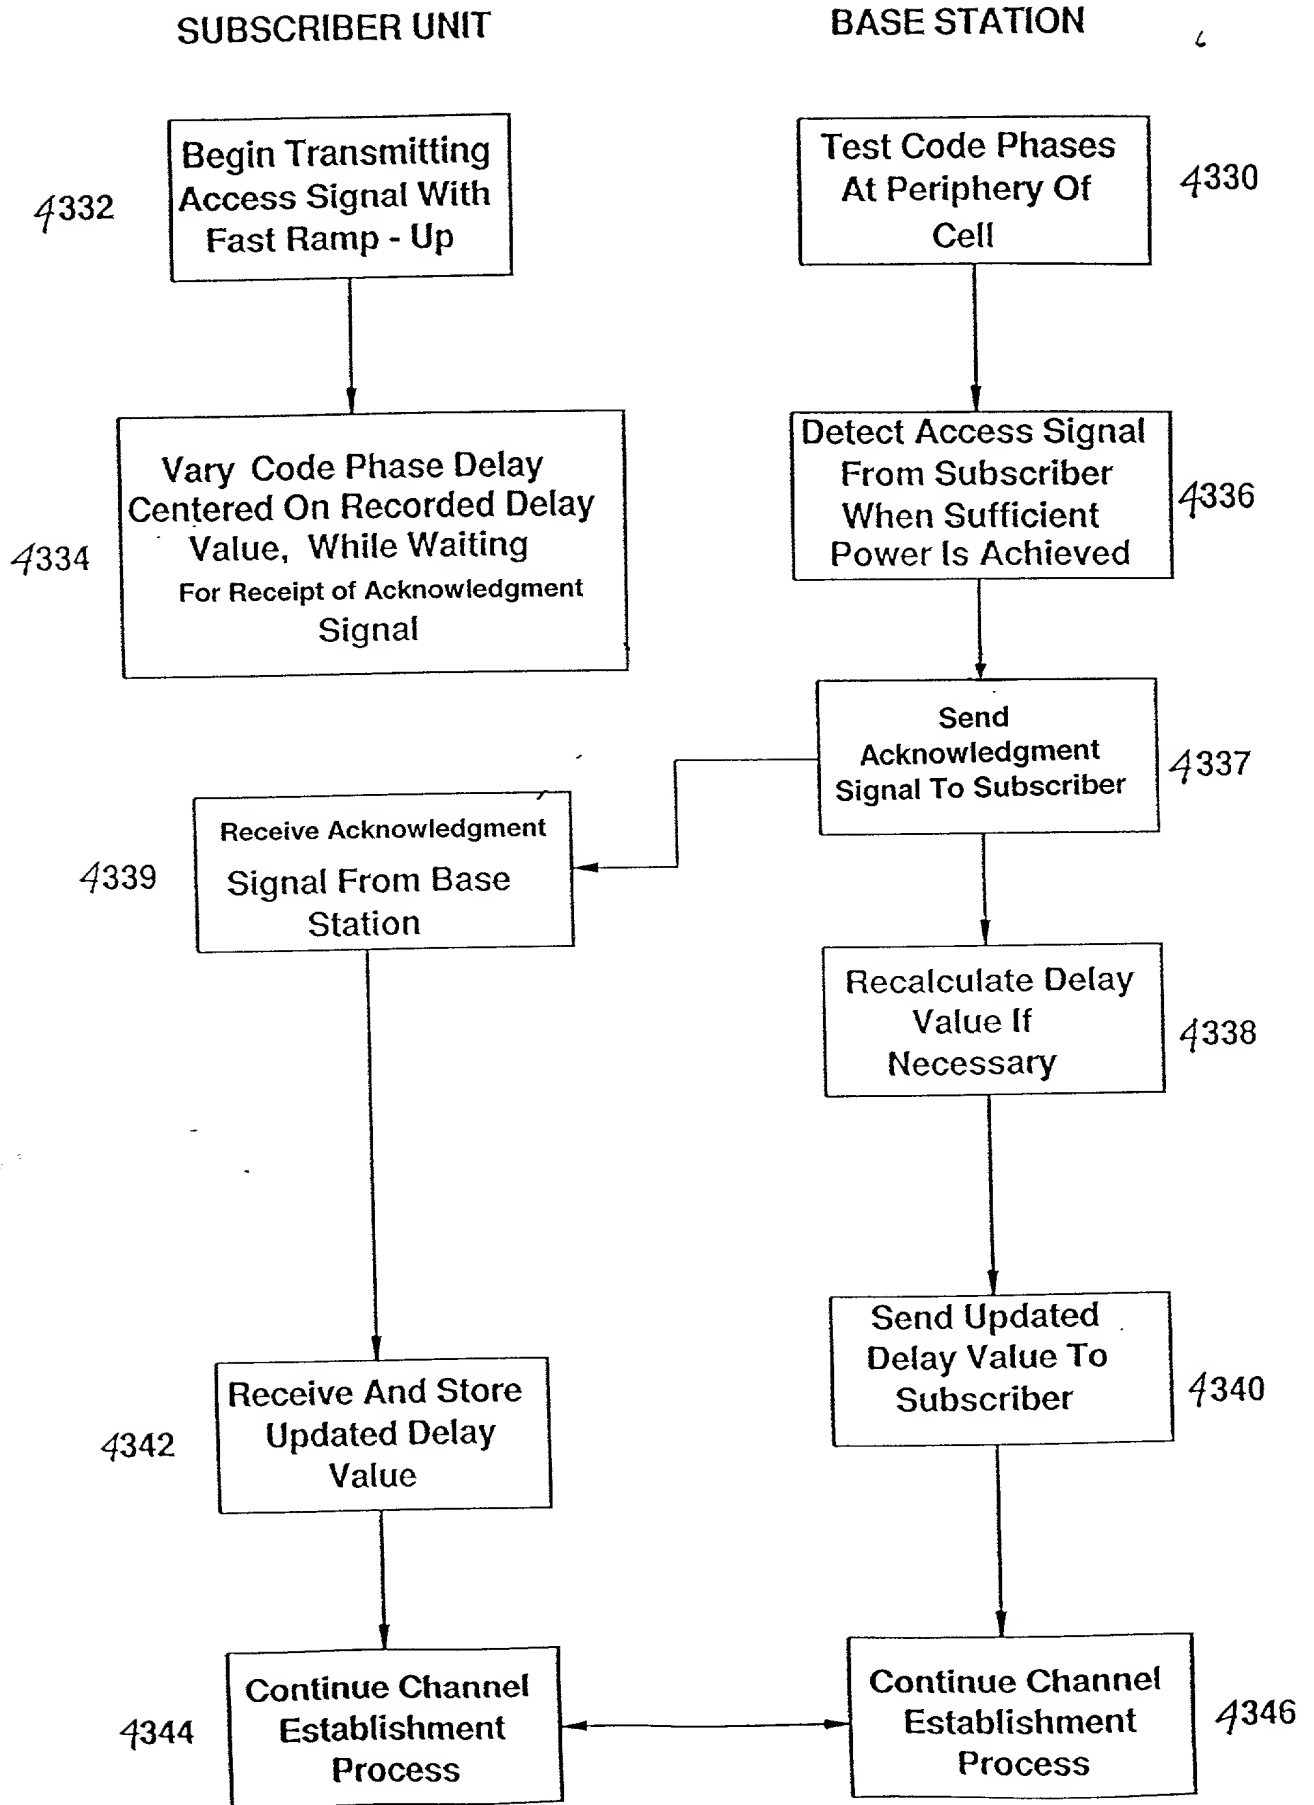 SUBSCRIBER UNIT
BASE STATION
Begin Transmitting
Access Signal With
Fast Ramp - Up
4332
Test Code Phases
At Periphery Of
Cell
4330
Vary Code Phase Delay
Centered On Recorded Delay
Value, While Waiting
For Receipt of Acknowledgment
Signal
4334
Detect Access Signal
From Subscriber
When Sufficient
Power Is Achieved
4336
Send
Acknowledgment
Signal To Subscriber
4337
Receive Acknowledgment
Signal From Base
Station
4339
Recalculate Delay
Value If
Necessary
4338
Send Updated
Delay Value To
Subscriber
4340
Receive And Store
Updated Delay
Value
4342
Continue Channel
Establishment
Process
4344
Continue Channel
Establishment
Process
4346